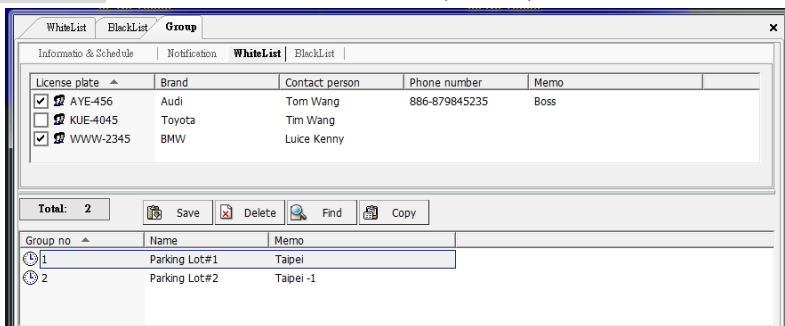 WhiteList BlackList Group
Informatio & Schedule Notification WhiteList BlackList
License plate Brand Contact person Phone number Memo
AYE-456 Audi Tom Wang 886-879845235 Boss
KUE-4045 Toyota Tim Wang
WWW-2345 BMW Luice Kenny
Total: 2 Save Delete Find Copy
Group no Name Memo
1 Parking Lot#1 Taipei
2 Parking Lot#2 Taipei -1